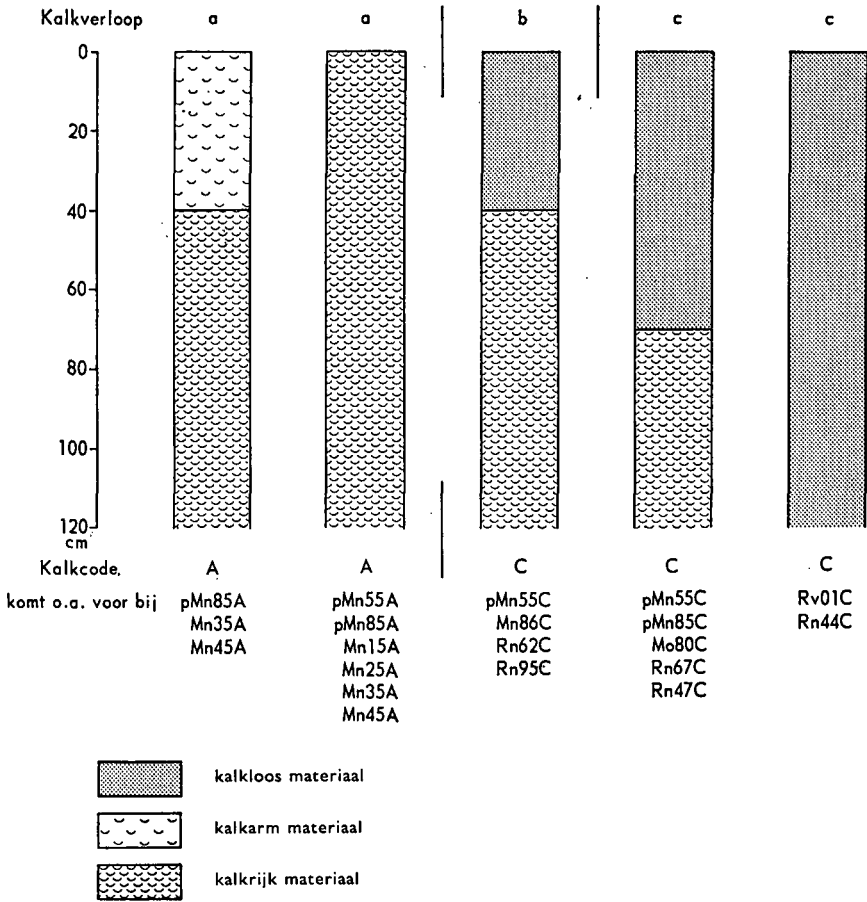 Kalkverloop a a b c c
0
20
40
60
80
100
120
cm
Kalkcode. A A C C C
komt o.a. voor bij pMn85A pMn55A pMn55C pMn55C Rv01C
Mn35A pMn85A Mn86C pMn85C Rn44C
Mn45A Mn15A Rn62C Mo80C
Mn25A Rn95C Rn67C
Mn35A Rn47C
Mn45A
kalkloos materiaal
kalkarm materiaal
kalkrijk materiaal